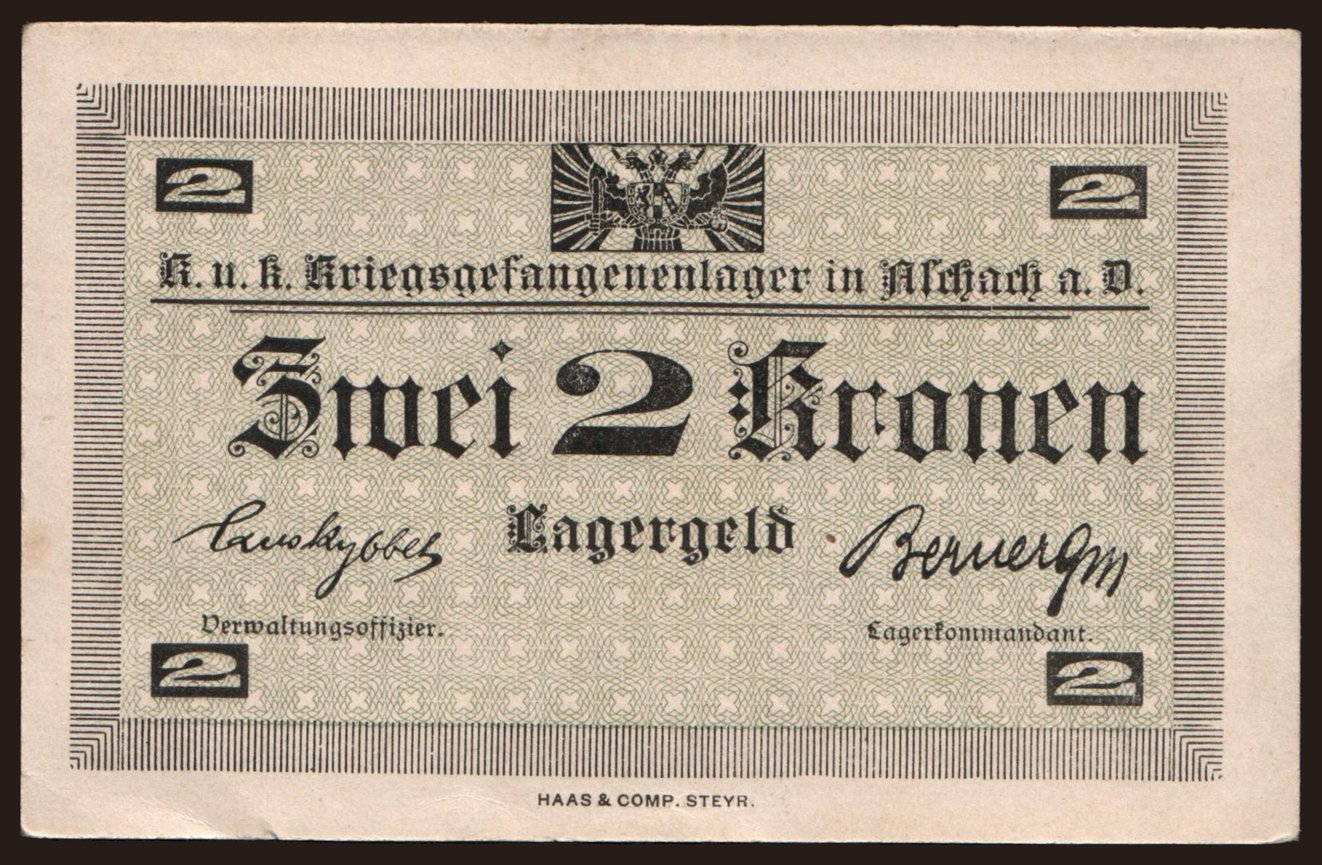 2 2
K. u. k. Kriegsgefangenenlager in Aschach a. D.
Zwei 2 Kronen
Lagergeld
Verwaltungsoffizier. Lagerkommandant.
2 2
HAAS & COMP. STEYR.